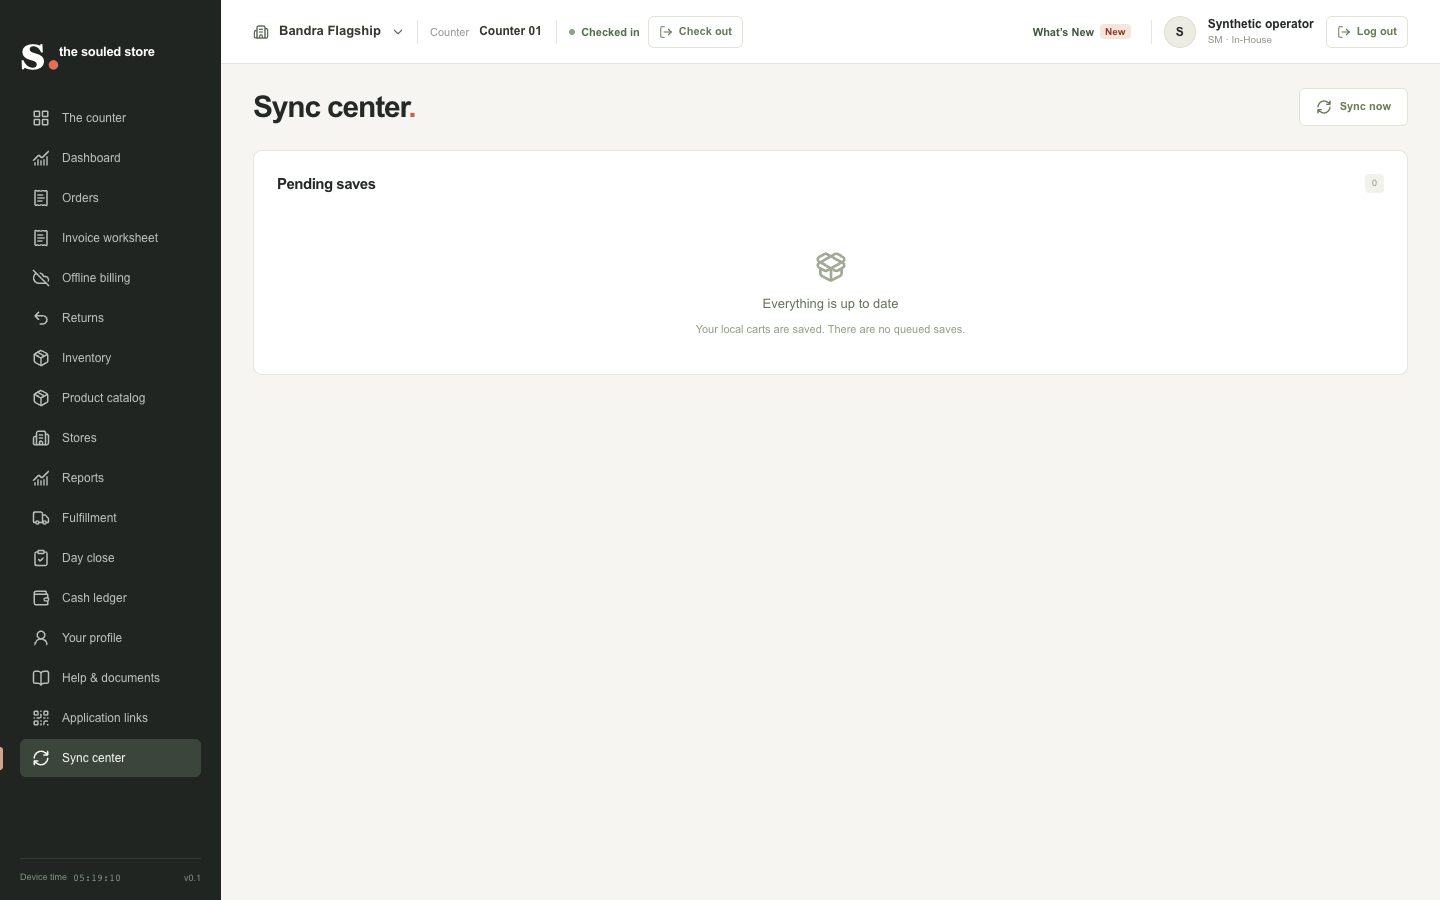 S.
the souled store
The counter
Dashboard
Orders
Invoice worksheet
Offline billing
Returns
Inventory
Product catalog
Stores
Reports
Fulfillment
Day close
Cash ledger
Your profile
Help & documents
Application links
Sync center
Device time 05:19:10 v0.1
Bandra Flagship Counter Counter 01 Checked in Check out What's New New S Synthetic operator Log out
SM · In-House
Sync center.
Sync now
Pending saves 0
Everything is up to date
Your local carts are saved. There are no queued saves.